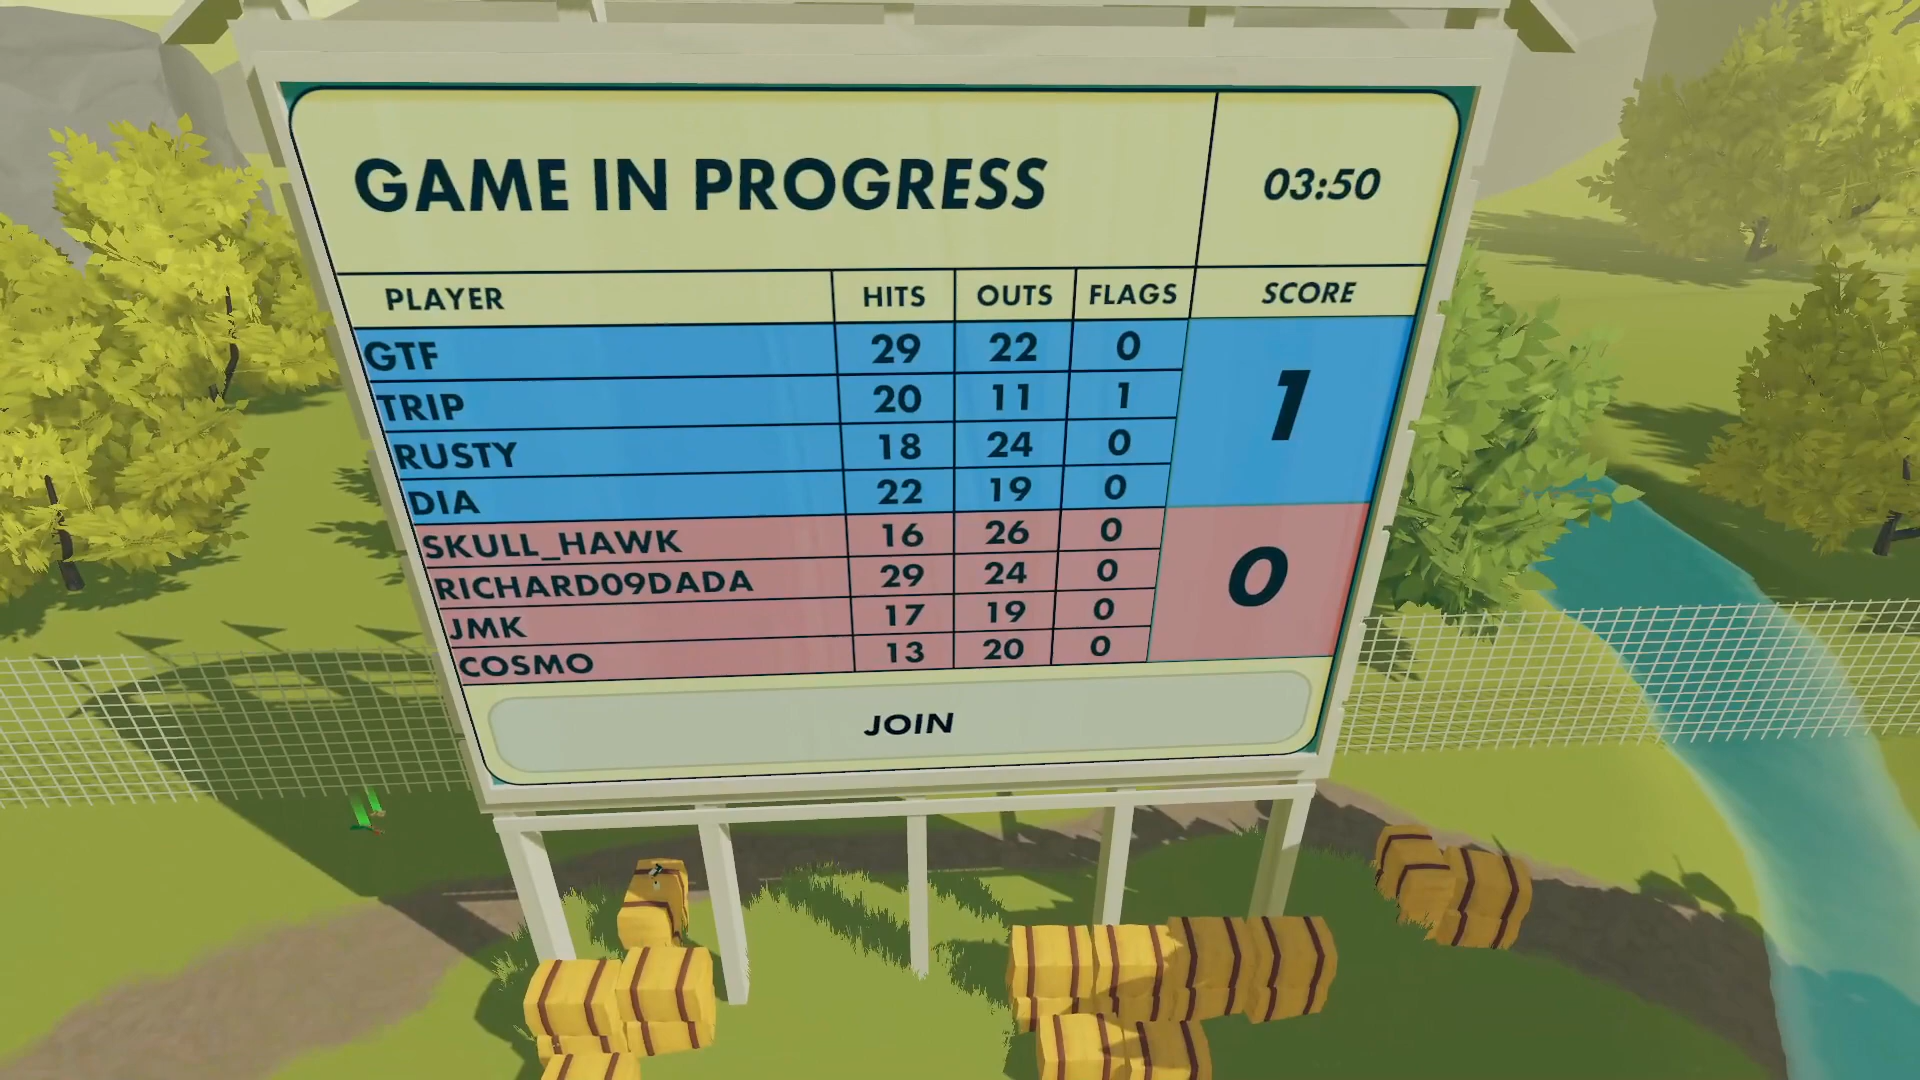 GAME IN PROGRESS 03:50
PLAYER HITS OUTS FLAGS SCORE
GTF 29 22 0
TRIP 20 11 1
1
RUSTY 18 24 0
DIA 22 19 0
SKULL_HAWK 16 26 0
RICHARD09DADA 29 24 0
0
JMK 17 19 0
COSMO 13 20 0
JOIN